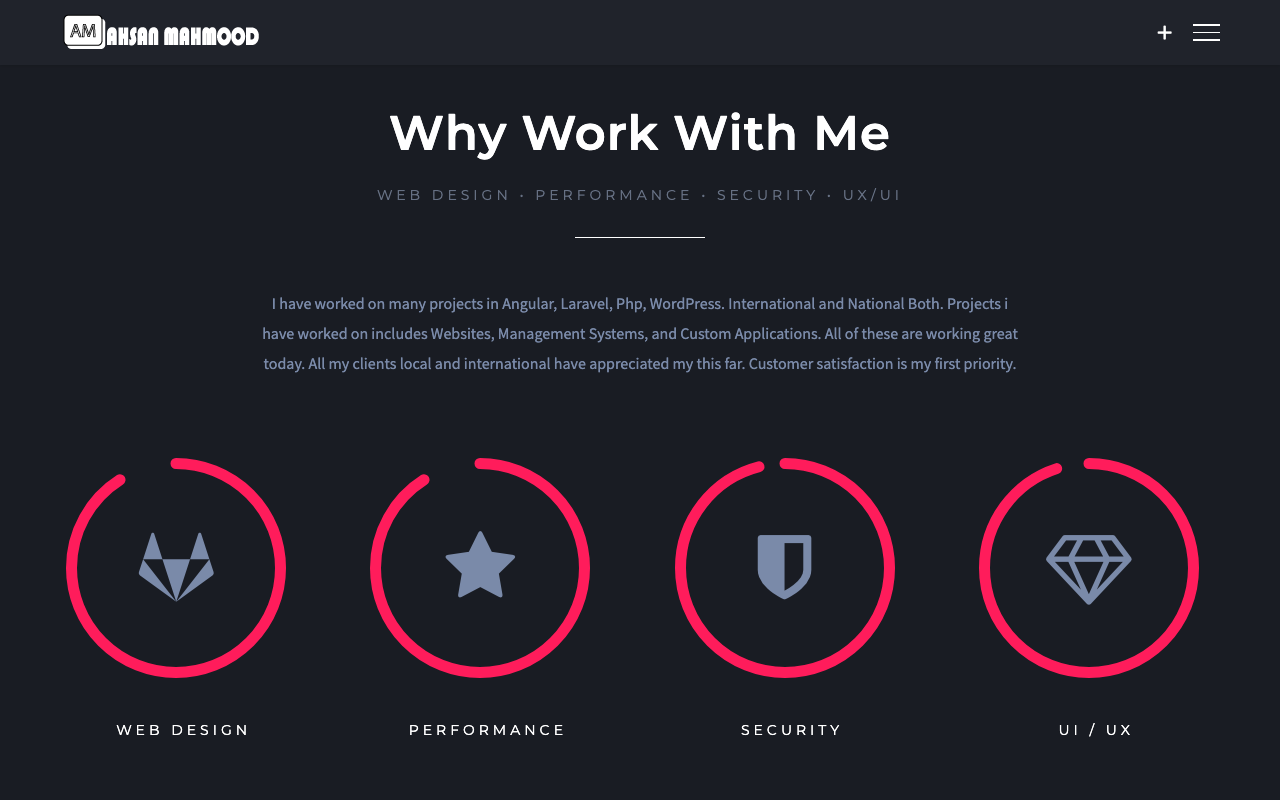 AM AHSAN MAHMOOD
Why Work With Me
WEB DESIGN • PERFORMANCE • SECURITY • UX/UI
I have worked on many projects in Angular, Laravel, Php, WordPress. International and National Both. Projects i
have worked on includes Websites, Management Systems, and Custom Applications. All of these are working great
today. All my clients local and international have appreciated my this far. Customer satisfaction is my first priority.
WEB DESIGN
PERFORMANCE
SECURITY
UI / UX